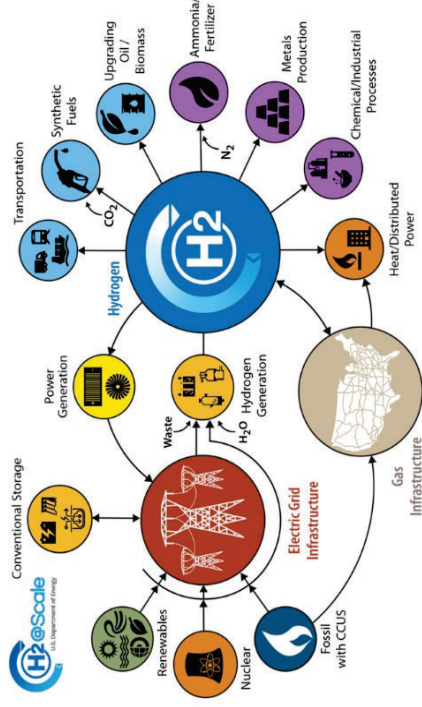 H2@Scale
U.S. Department of Energy
Conventional Storage
Power
Generation
Hydrogen
Transportation
Synthetic
Fuels
Upgrading
Oil /
Biomass
CO2
Renewables
Waste
H2
Ammonia/
Fertilizer
N2
Nuclear
H2O
Hydrogen
Generation
Metals
Production
Electric Grid
Infrastructure
Chemical/Industrial
Processes
Fossil
with CCUS
Heat/Distributed
Power
Gas
Infrastructure